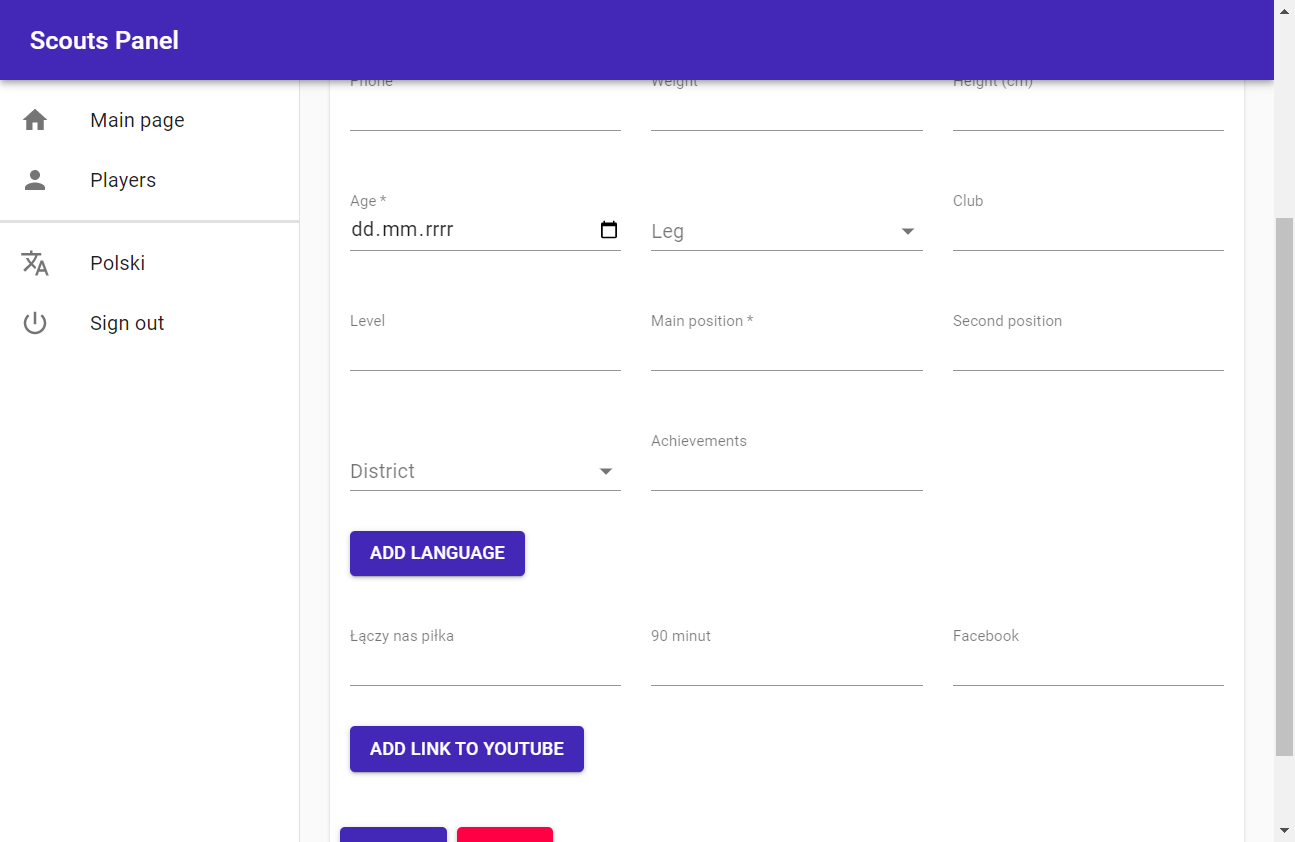 Scouts Panel
Main page
Players
Polski
Sign out
Phone
Weight
Height (cm)
Age *
dd.mm.rrrr
Leg
Club
Level
Main position *
Second position
District
Achievements
ADD LANGUAGE
Łączy nas piłka
90 minut
Facebook
ADD LINK TO YOUTUBE